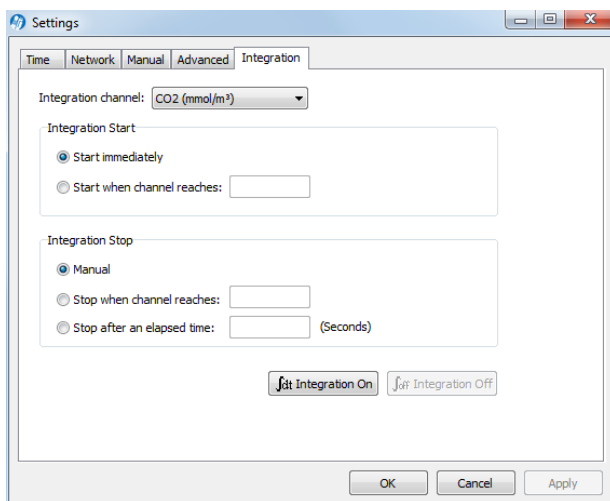 Settings
Time Network Manual Advanced Integration
Integration channel: CO2 (mmol/m³)
Integration Start
Start immediately
Start when channel reaches:
Integration Stop
Manual
Stop when channel reaches:
Stop after an elapsed time: (Seconds)
∫dt Integration On ∫off Integration Off
OK Cancel Apply